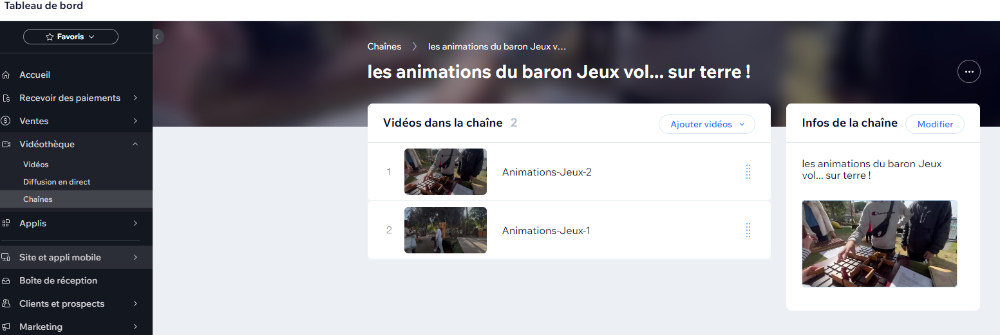 Tableau de bord
Favoris
Accueil
Recevoir des paiements
Ventes
Vidéothèque
Vidéos
Diffusion en direct
Chaînes
Applis
Site et appli mobile
Boîte de réception
Clients et prospects
Marketing
Chaînes > les animations du baron Jeux v...
les animations du baron Jeux vol... sur terre !
Vidéos dans la chaîne 2
Ajouter vidéos
1 Animations-Jeux-2
2 Animations-Jeux-1
Infos de la chaîne
Modifier
les animations du baron Jeux
vol... sur terre !